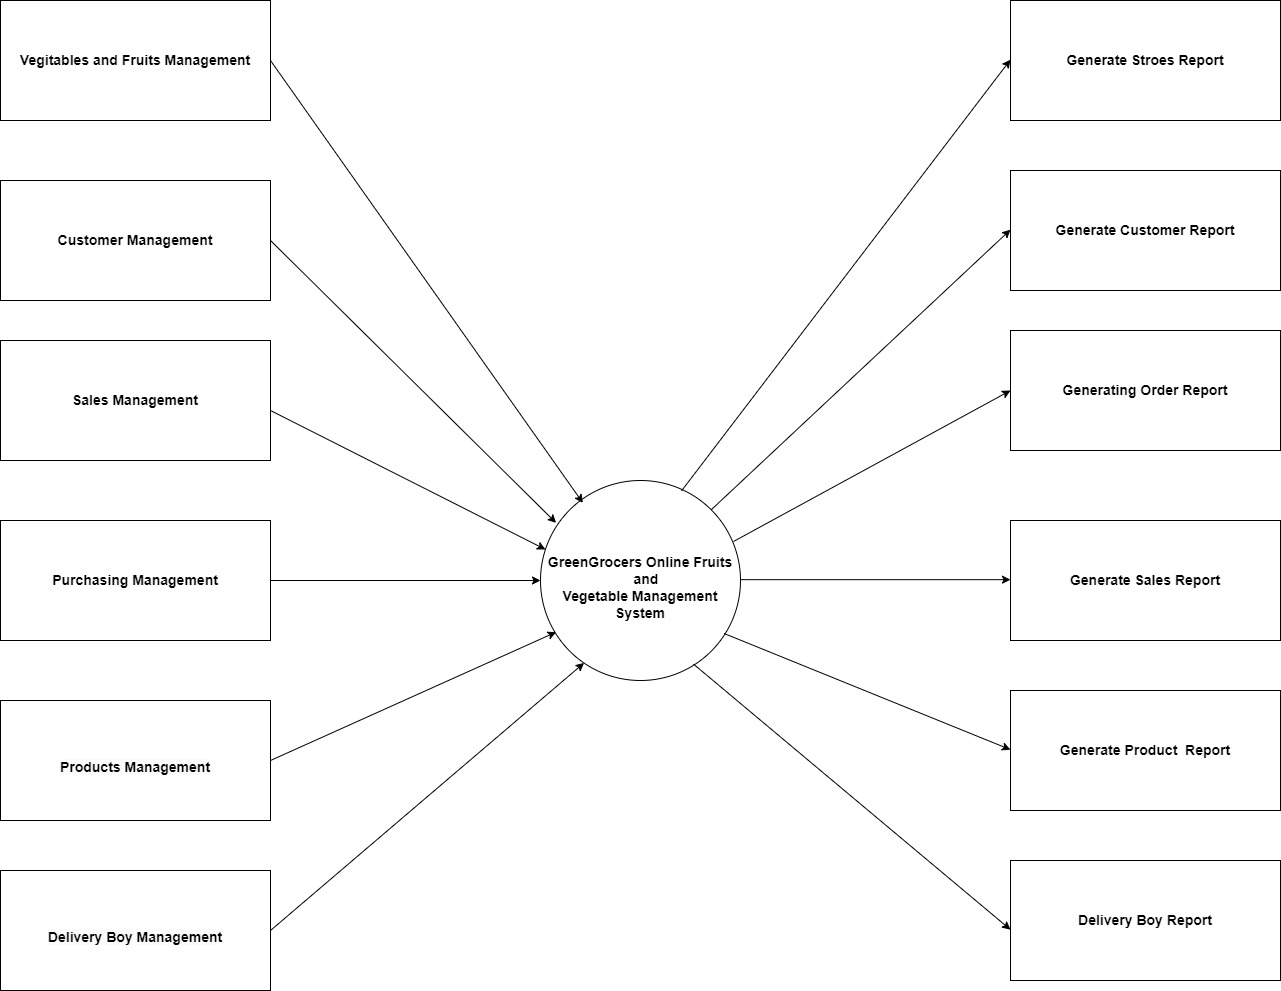 Vegitables and Fruits Management
Generate Stroes Report
Customer Management
Generate Customer Report
Sales Management
Generating Order Report
Purchasing Management
GreenGrocers Online Fruits
and
Vegetable Management
System
Generate Sales Report
Products Management
Generate Product  Report
Delivery Boy Management
Delivery Boy Report